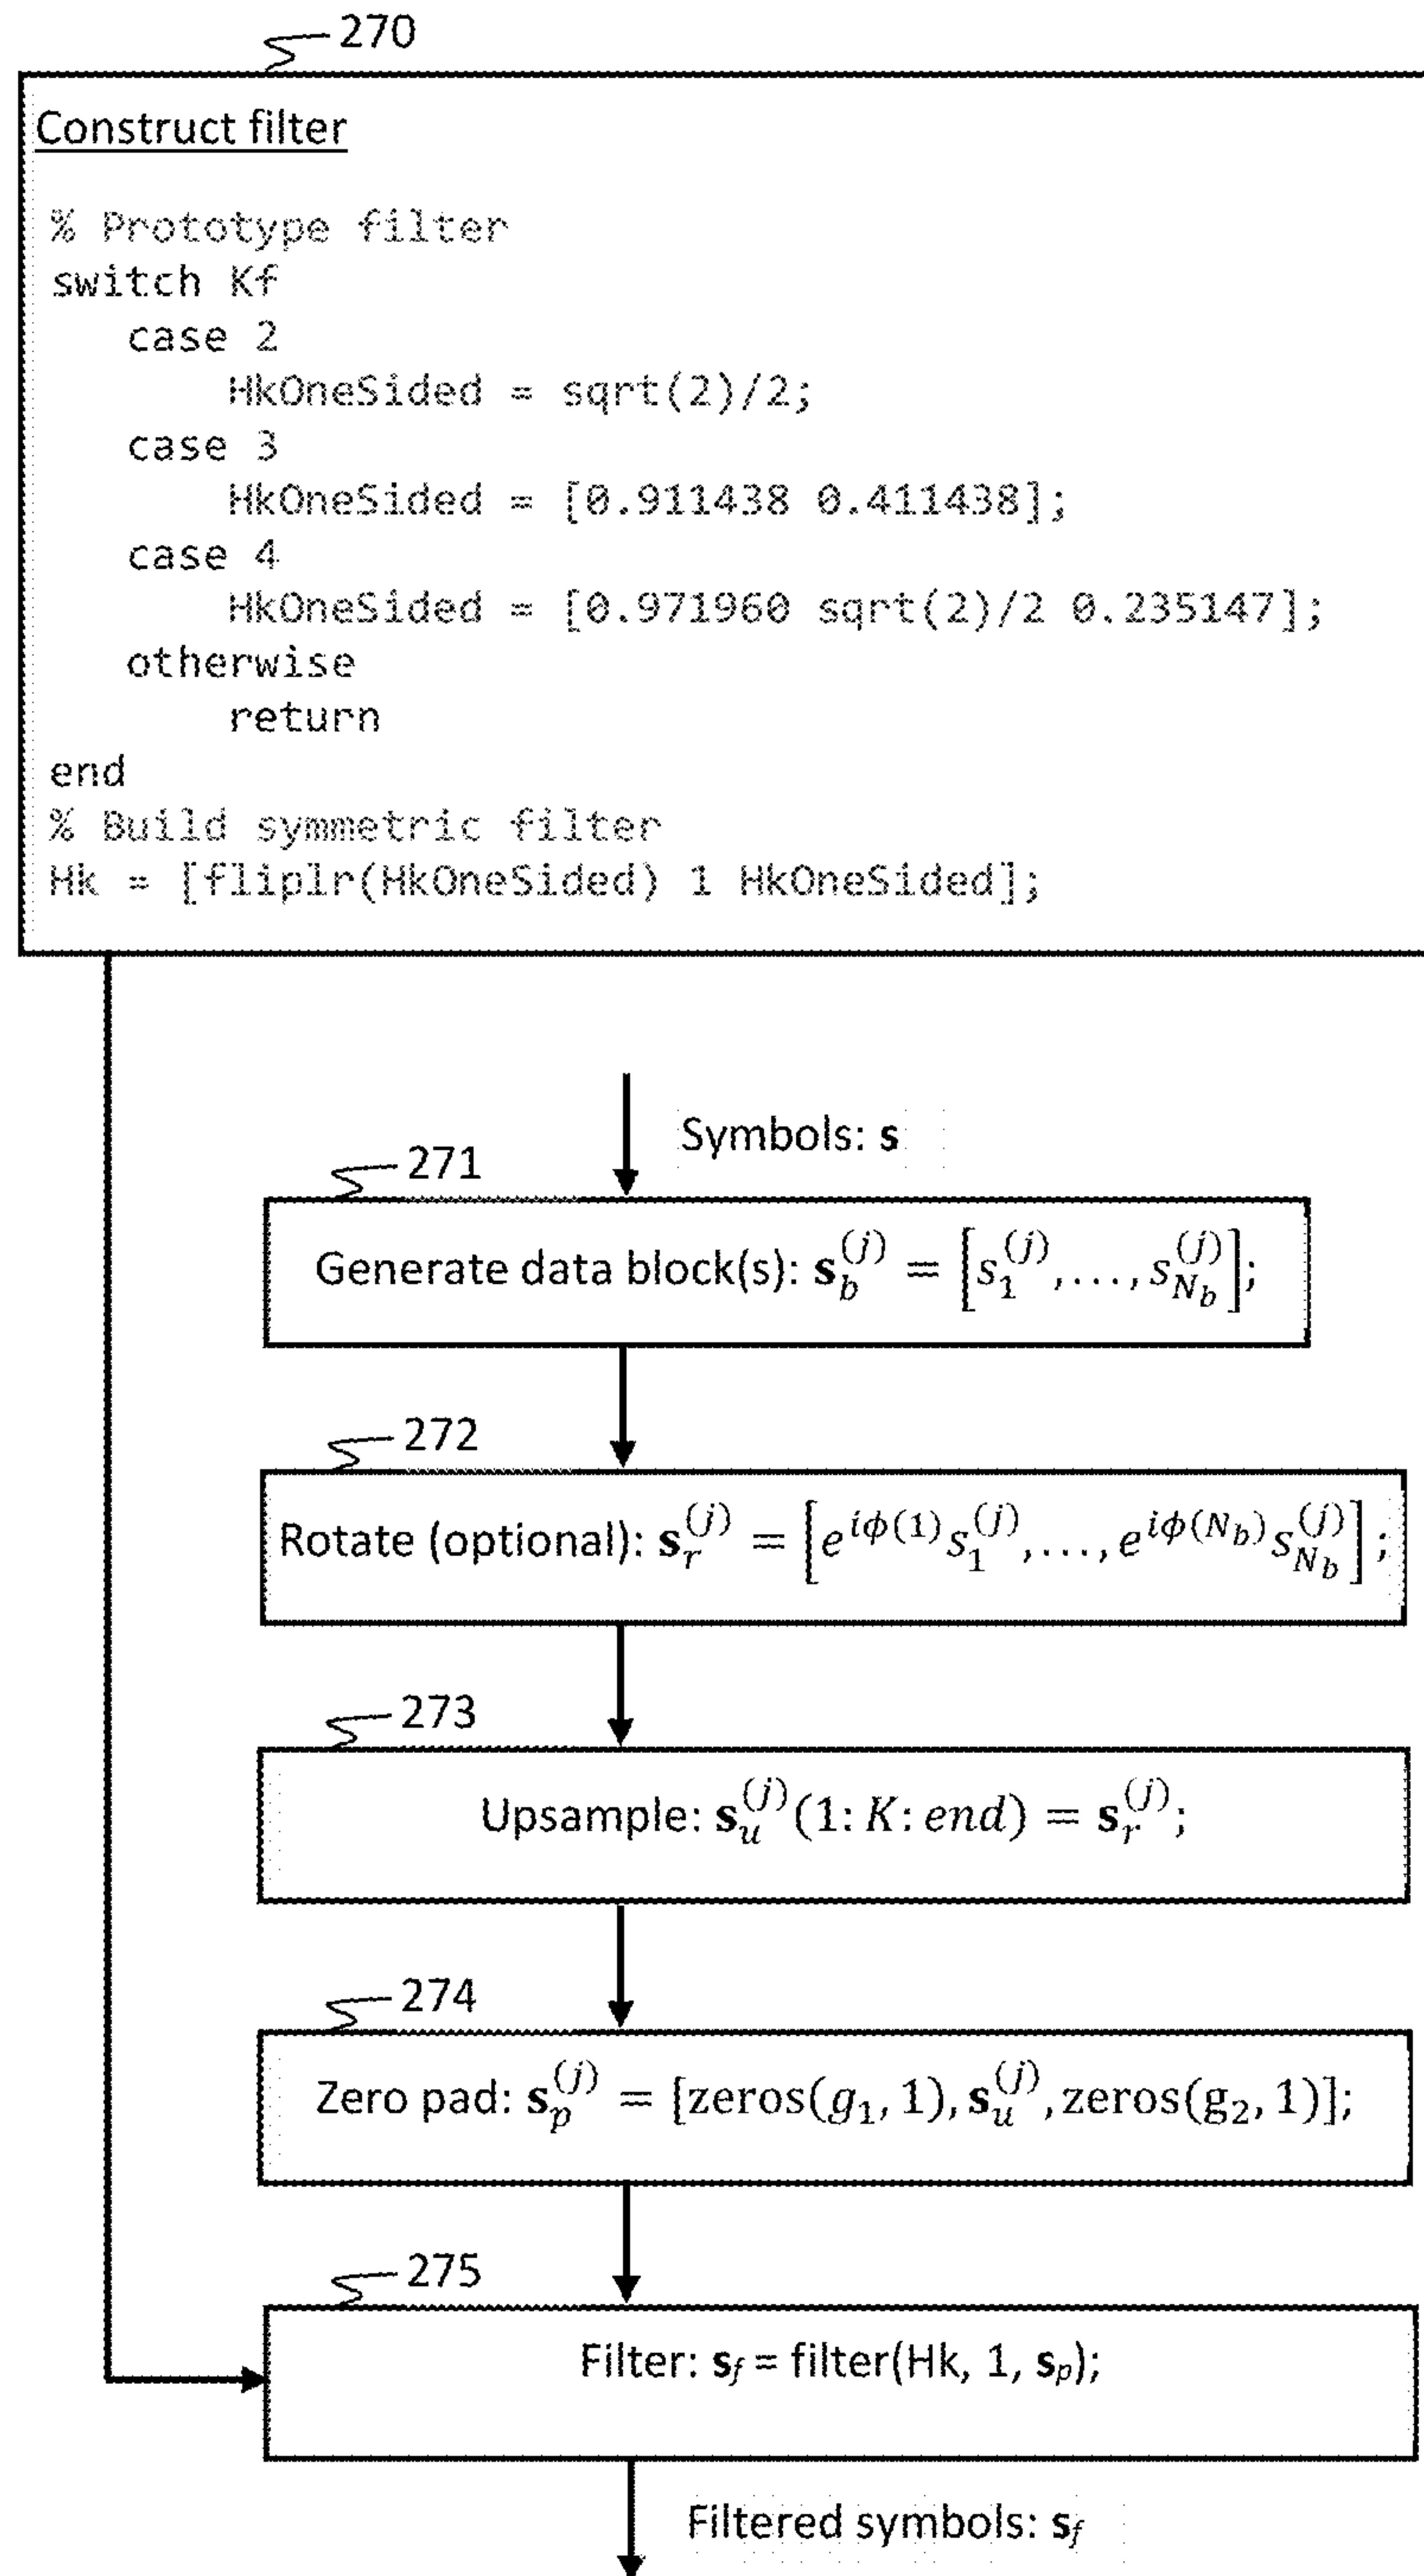 270
Construct filter
% Prototype filter
switch Kf
case 2
HkOneSided = sqrt(2)/2;
case 3
HkOneSided = [0.911438 0.411438];
case 4
HkOneSided = [0.971960 sqrt(2)/2 0.235147];
otherwise
return
end
% Build symmetric filter
Hk = [fliplr(HkOneSided) 1 HkOneSided];
Symbols: s
271
Generate data block(s): s_b^(j) = [s_1^(j),...,s_{N_b}^(j)];
272
Rotate (optional): s_r^(j) = [e^{iϕ(1)}s_1^(j),...,e^{iϕ(N_b)}s_{N_b}^(j)];
273
Upsample: s_u^(j)(1:K:end) = s_r^(j);
274
Zero pad: s_p^(j) = [zeros(g_1, 1), s_u^(j), zeros(g_2, 1)];
275
Filter: s_f = filter(Hk, 1, s_p);
Filtered symbols: s_f